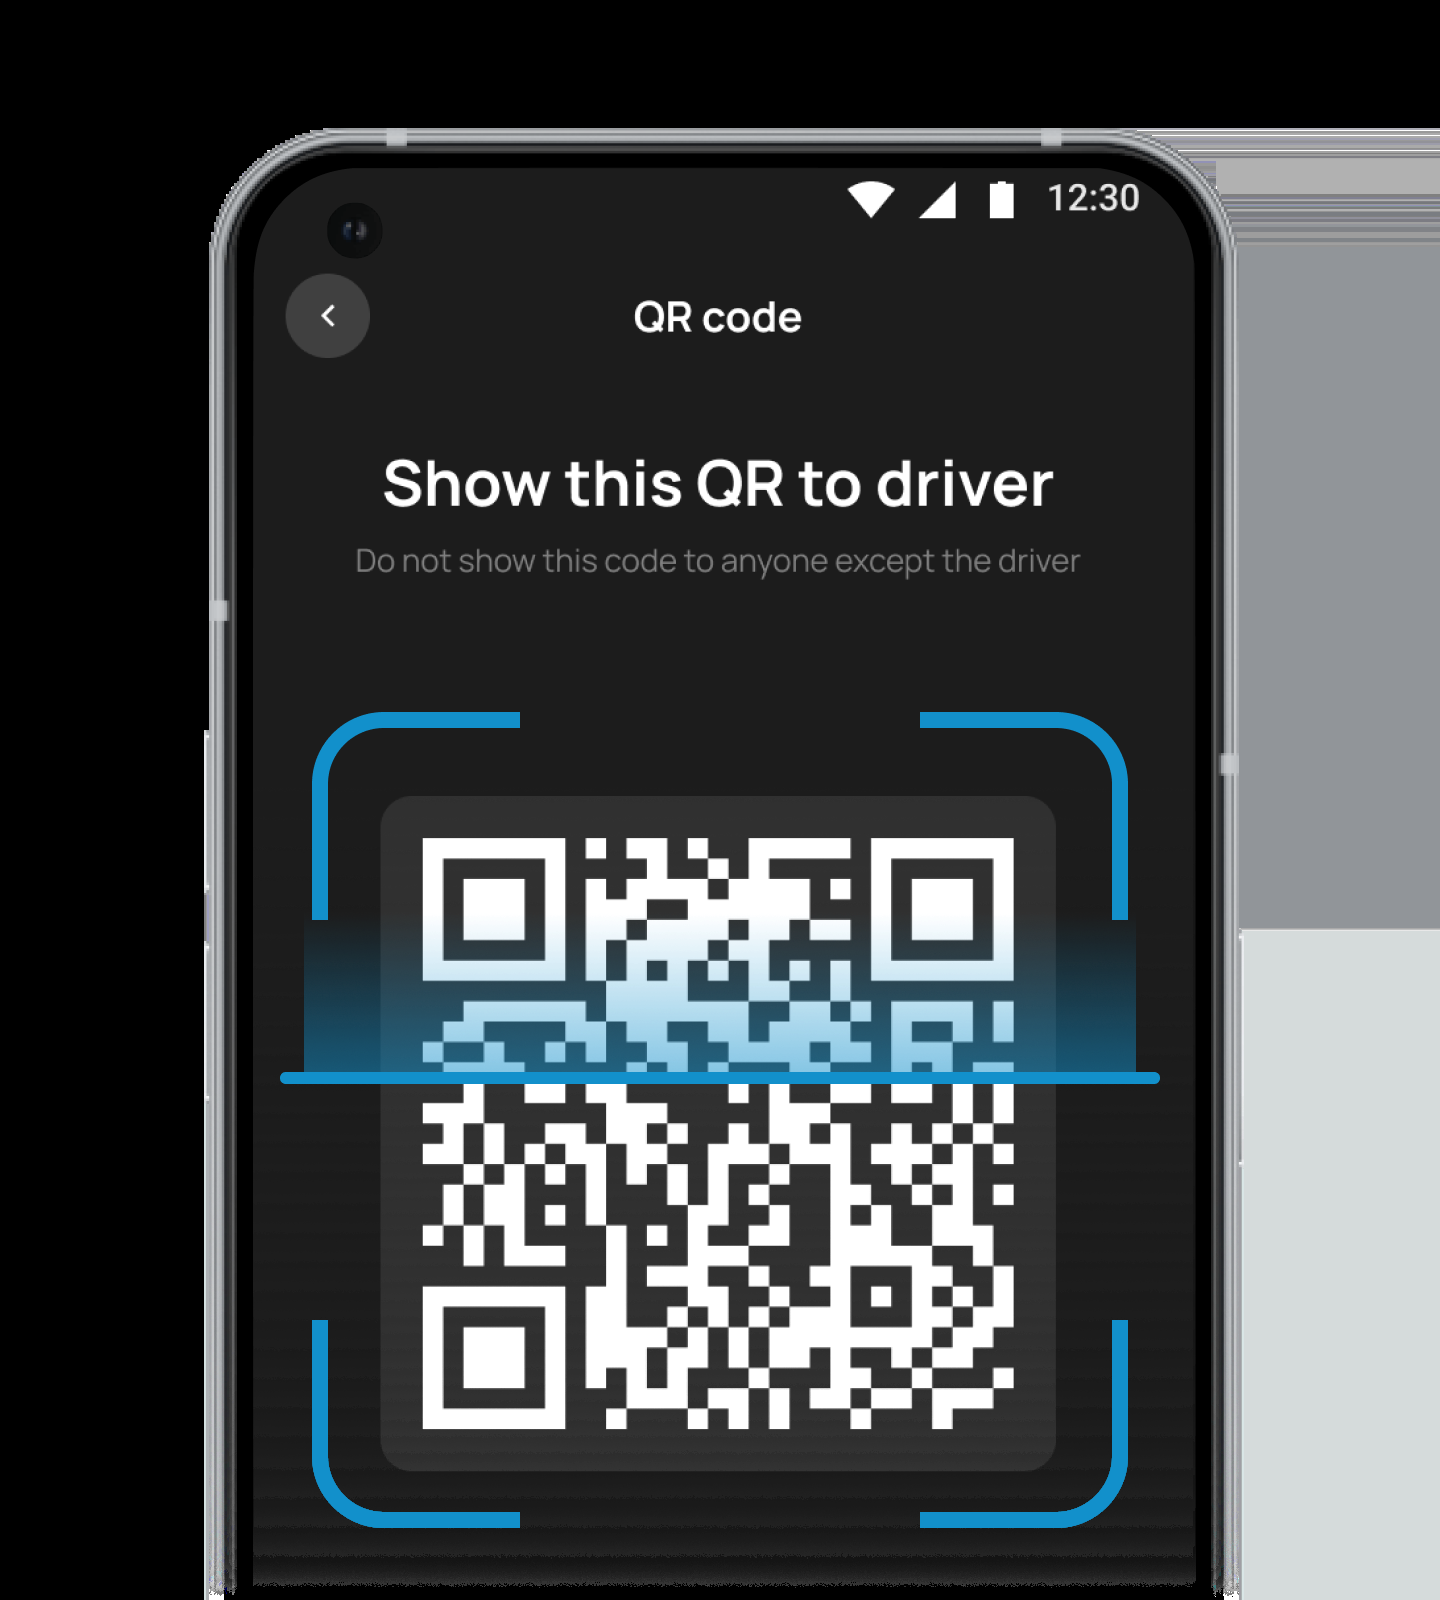 12:30
QR code
Show this QR to driver
Do not show this code to anyone except the driver